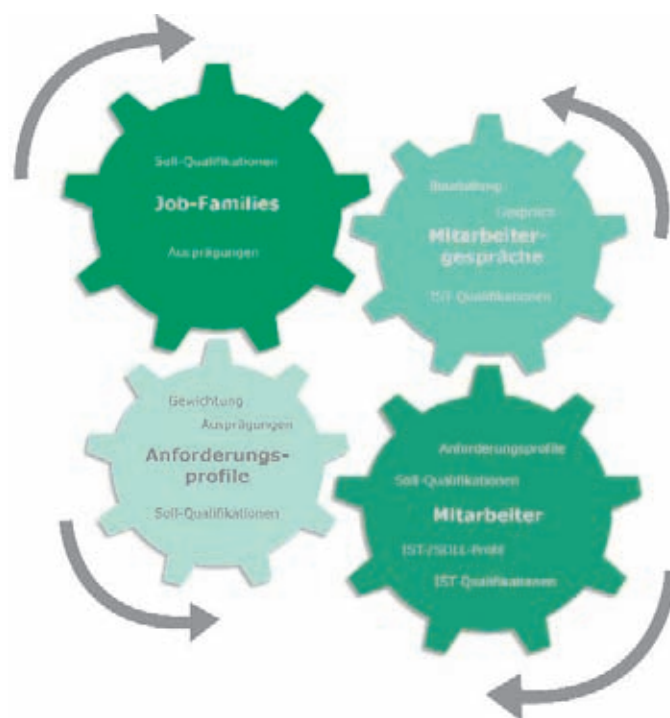 Soll-Qualifikationen
Job-Families
Ausprägungen
Beurteilung
Gespräch
Mitarbeiter-
gespräche
IST-Qualifikationen
Gewichtung
Ausprägungen
Anforderungs-
profile
Soll-Qualifikationen
Anforderungsprofile
Soll-Qualifikationen
Mitarbeiter
IST-/SOLL-Profil
IST-Qualifikationen